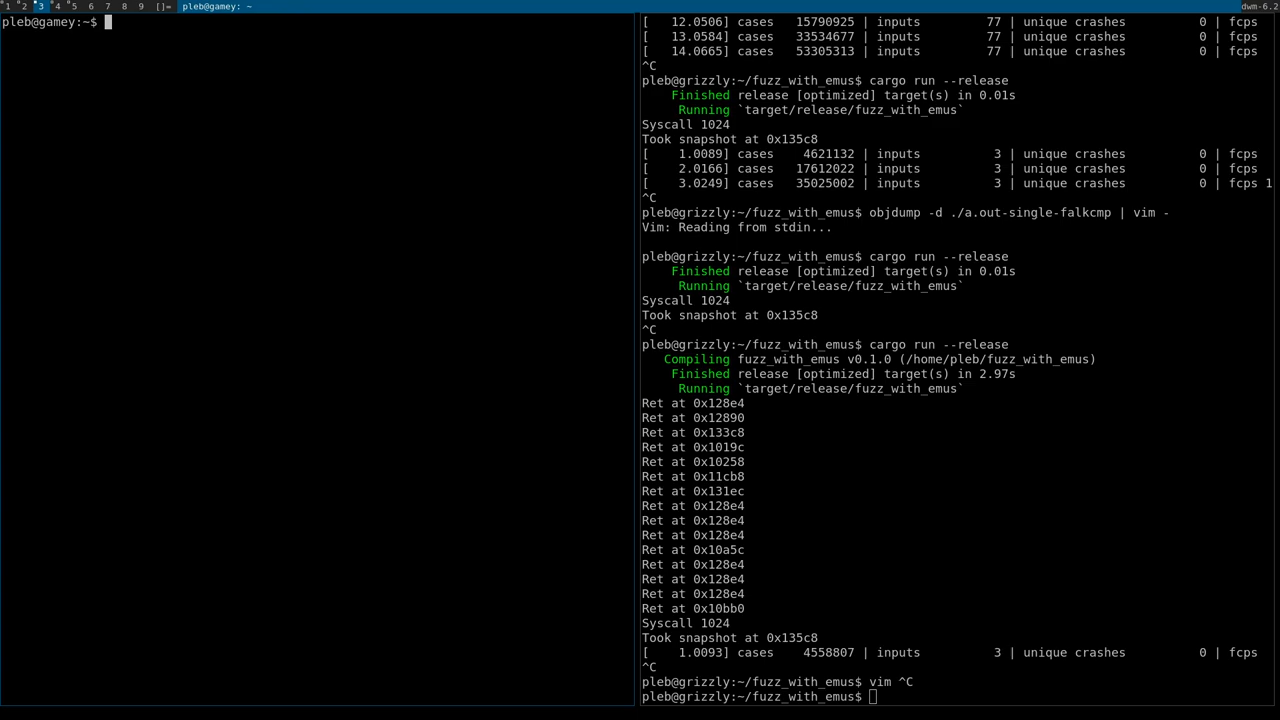 1 2 3 4 5 6 7 8 9 []= pleb@gamey: ~ dwm-6.2
pleb@gamey:~$
[ 12.0506] cases 15790925 | inputs 77 | unique crashes 0 | fcps
[ 13.0584] cases 33534677 | inputs 77 | unique crashes 0 | fcps
[ 14.0665] cases 53305313 | inputs 77 | unique crashes 0 | fcps
^C
pleb@grizzly:~/fuzz_with_emus$ cargo run --release
Finished release [optimized] target(s) in 0.01s
Running `target/release/fuzz_with_emus`
Syscall 1024
Took snapshot at 0x135c8
[ 1.0089] cases 4621132 | inputs 3 | unique crashes 0 | fcps
[ 2.0166] cases 17612022 | inputs 3 | unique crashes 0 | fcps
[ 3.0249] cases 35025002 | inputs 3 | unique crashes 0 | fcps 1
^C
pleb@grizzly:~/fuzz_with_emus$ objdump -d ./a.out-single-falkcmp | vim -
Vim: Reading from stdin...
pleb@grizzly:~/fuzz_with_emus$ cargo run --release
Finished release [optimized] target(s) in 0.01s
Running `target/release/fuzz_with_emus`
Syscall 1024
Took snapshot at 0x135c8
^C
pleb@grizzly:~/fuzz_with_emus$ cargo run --release
Compiling fuzz_with_emus v0.1.0 (/home/pleb/fuzz_with_emus)
Finished release [optimized] target(s) in 2.97s
Running `target/release/fuzz_with_emus`
Ret at 0x128e4
Ret at 0x12890
Ret at 0x133c8
Ret at 0x1019c
Ret at 0x10258
Ret at 0x11cb8
Ret at 0x131ec
Ret at 0x128e4
Ret at 0x128e4
Ret at 0x128e4
Ret at 0x10a5c
Ret at 0x128e4
Ret at 0x128e4
Ret at 0x128e4
Ret at 0x10bb0
Syscall 1024
Took snapshot at 0x135c8
[ 1.0093] cases 4558807 | inputs 3 | unique crashes 0 | fcps
^C
pleb@grizzly:~/fuzz_with_emus$ vim ^C
pleb@grizzly:~/fuzz_with_emus$